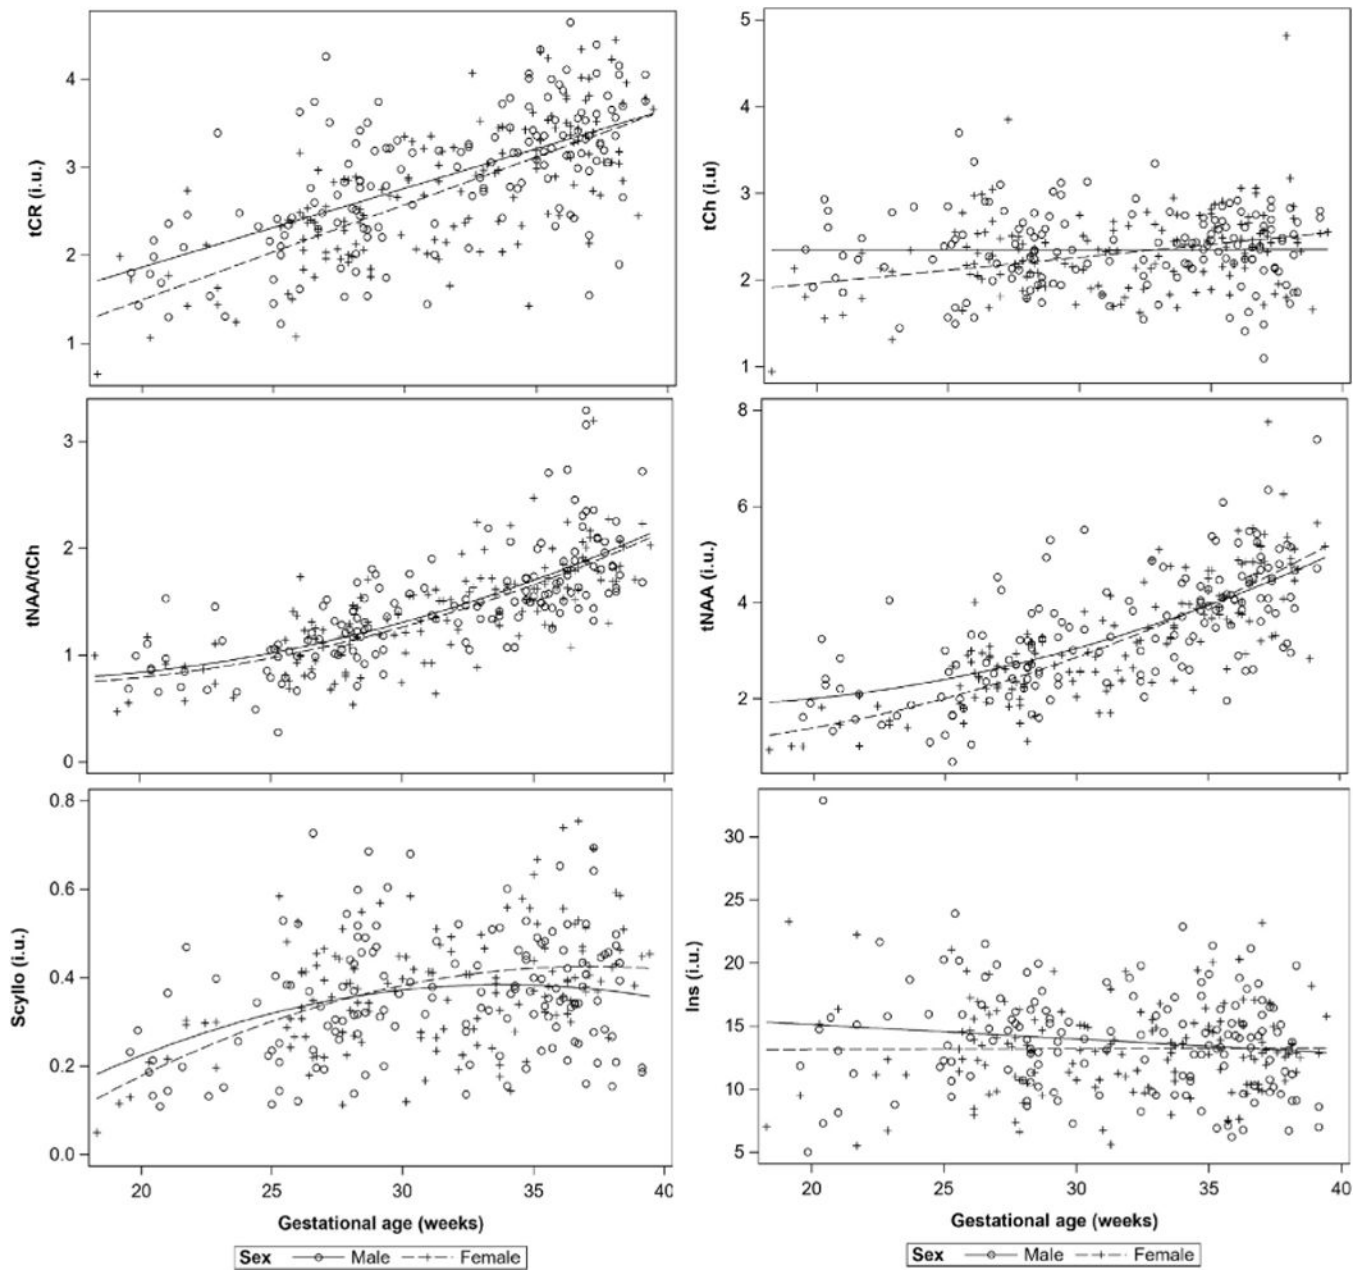 tCR (i.u.)
4
3
2
1
tCh (i.u)
5
4
3
2
1
tNAA/tCh
3
2
1
0
tNAA (i.u.)
8
6
4
2
Scyllo (i.u.)
0.8
0.6
0.4
0.2
0.0
20 25 30 35 40
Gestational age (weeks)
Sex Male Female
Ins (i.u.)
30
25
20
15
10
5
20 25 30 35 40
Gestational age (weeks)
Sex Male Female